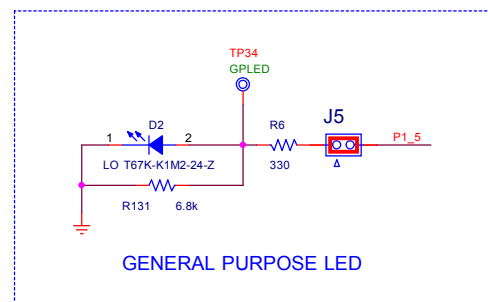 TP34
GPLED
D2
1
2
LO T67K-K1M2-24-Z
R131
6.8k
R6
330
J5
P1_5
GENERAL PURPOSE LED